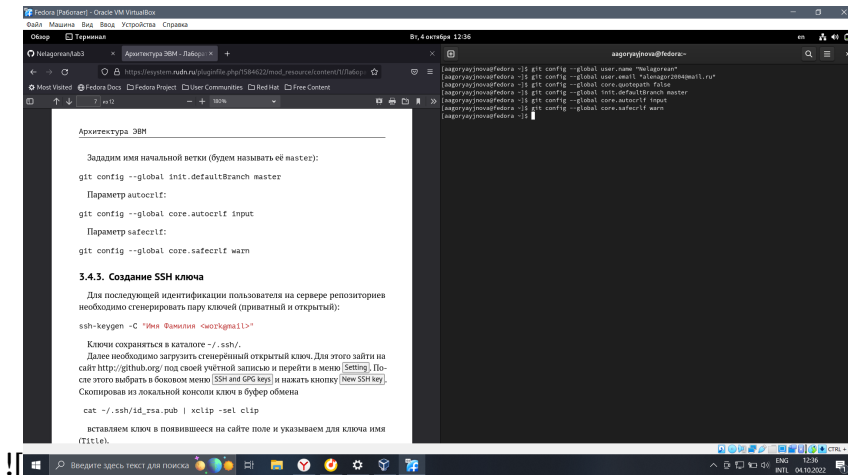 Fedora [Работает] - Oracle VM VirtualBox
Файл Машина Вид Ввод Устройства Справка
Обзор Терминал Вт, 4 октября 12:36 en
Nelagorean/lab3 Архитектура ЭВМ - Лабора
https://esystem.rudn.ru/pluginfile.php/1584622/mod_resource/content/1/Лабор
Most Visited Fedora Docs Fedora Project User Communities Red Hat Free Content
7 из 12 180%
Архитектура ЭВМ
Зададим имя начальной ветки (будем называть её master):
git config --global init.defaultBranch master
Параметр autocrlf:
git config --global core.autocrlf input
Параметр safecrlf:
git config --global core.safecrlf warn
3.4.3. Создание SSH ключа
Для последующей идентификации пользователя на сервере репозиториев
необходимо сгенерировать пару ключей (приватный и открытый):
ssh-keygen -C "Имя Фамилия <work@mail>"
Ключи сохраняться в каталоге ~/.ssh/.
Далее необходимо загрузить сгенерённый открытый ключ. Для этого зайти на
сайт http://github.org/ под своей учётной записью и перейти в меню Setting. По-
сле этого выбрать в боковом меню SSH and GPG keys и нажать кнопку New SSH key.
Скопировав из локальной консоли ключ в буфер обмена
cat ~/.ssh/id_rsa.pub | xclip -sel clip
вставляем ключ в появившееся на сайте поле и указываем для ключа имя
(Title).
aagoryayjnova@fedora:~
[aagoryayjnova@fedora ~]$ git config --global user.name "Nelagorean"
[aagoryayjnova@fedora ~]$ git config --global user.email "alenagor2004@mail.ru"
[aagoryayjnova@fedora ~]$ git config --global core.quotepath false
[aagoryayjnova@fedora ~]$ git config --global init.defaultBranch master
[aagoryayjnova@fedora ~]$ git config --global core.autocrlf input
[aagoryayjnova@fedora ~]$ git config --global core.safecrlf warn
[aagoryayjnova@fedora ~]$
CTRL +
![
Введите здесь текст для поиска
ENG
INTL
12:36
04.10.2022